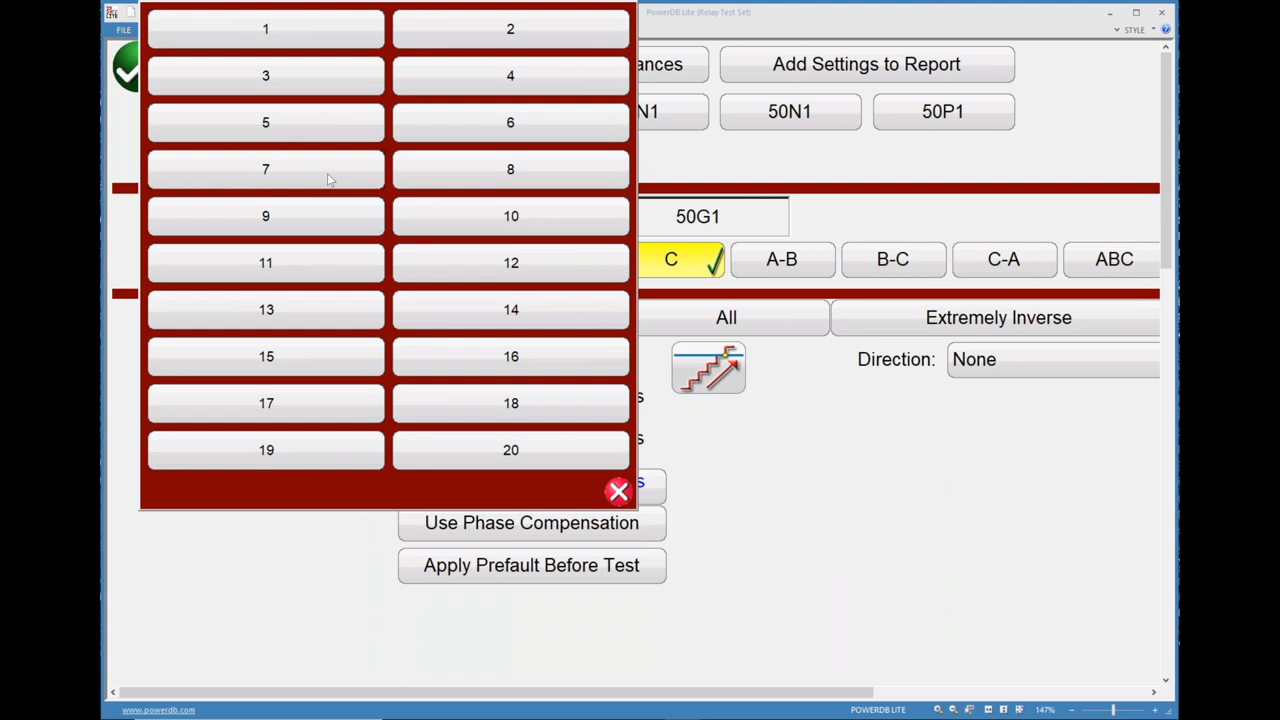 PowerDB.Lite (Relay Test Set)
FILE
STYLE
1
2
3
4
5
6
7
8
9
10
11
12
13
14
15
16
17
18
19
20
ances
Add Settings to Report
N1
50N1
50P1
50G1
C
A-B
B-C
C-A
ABC
All
Extremely Inverse
Direction:
None
s
s
s
Use Phase Compensation
Apply Prefault Before Test
www.powerdb.com
POWERDB LITE
147%